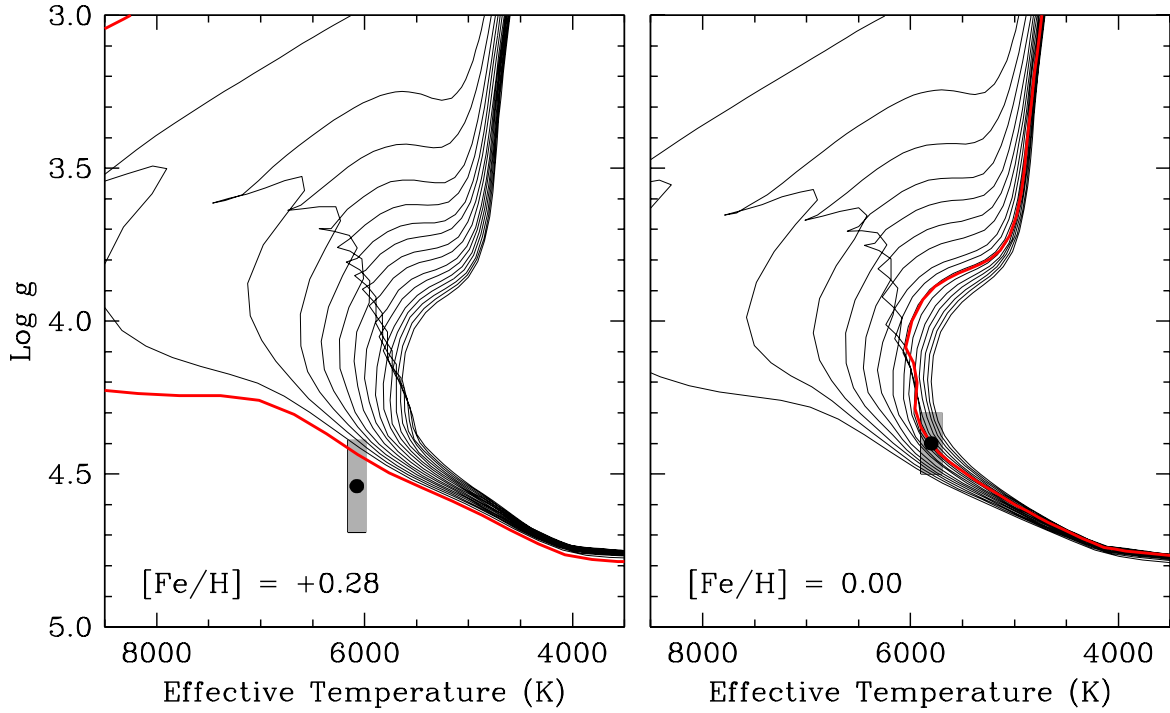 3.0
3.5
4.0
4.5
5.0
Log g
[Fe/H] = +0.28
[Fe/H] = 0.00
8000 6000 4000
8000 6000 4000
Effective Temperature (K)
Effective Temperature (K)